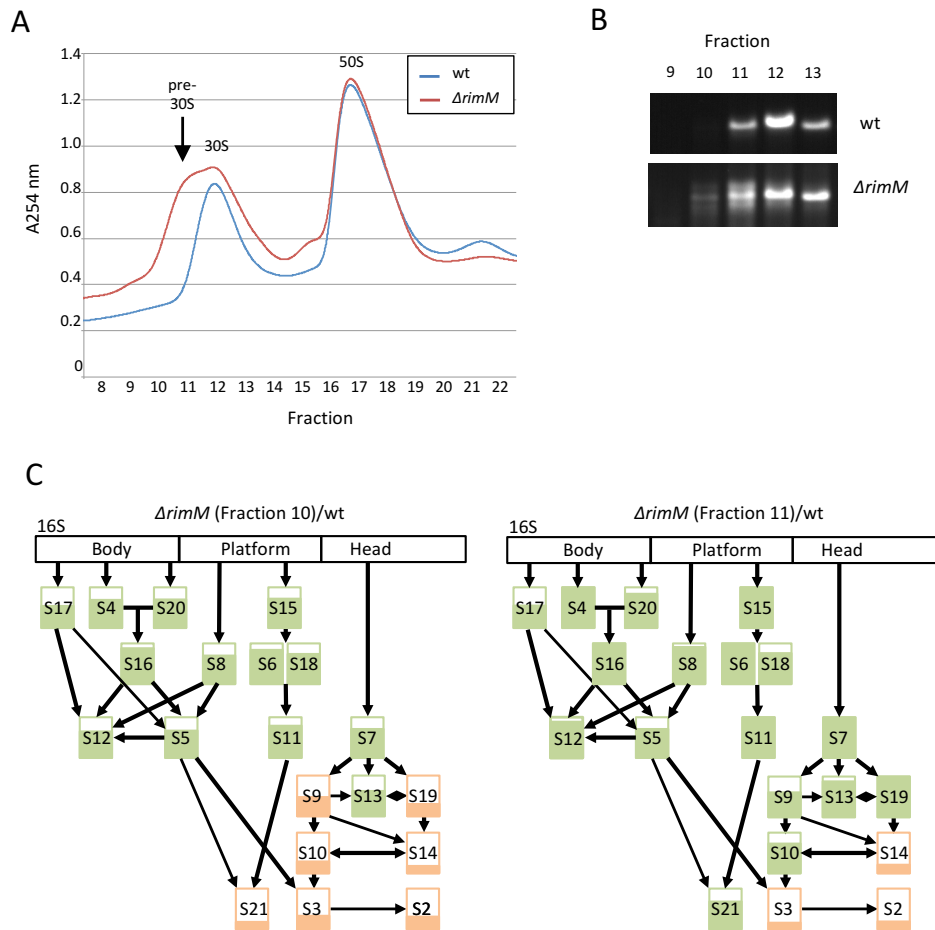 A
B
1.4
1.2
1.0
0.8
0.6
0.4
0.2
0
A254 nm
pre-
30S
30S
50S
wt
ΔrimM
8 9 10 11 12 13 14 15 16 17 18 19 20 21 22
Fraction
Fraction
9 10 11 12 13
wt
ΔrimM
C
ΔrimM (Fraction 10)/wt
16S
Body Platform Head
S17 S4 S20 S15
S16 S8 S6 S18
S12 S5 S11 S7
S9 S13 S19
S10 S14
S21 S3 S2
ΔrimM (Fraction 11)/wt
16S
Body Platform Head
S17 S4 S20 S15
S16 S8 S6 S18
S12 S5 S11 S7
S9 S13 S19
S10 S14
S21 S3 S2